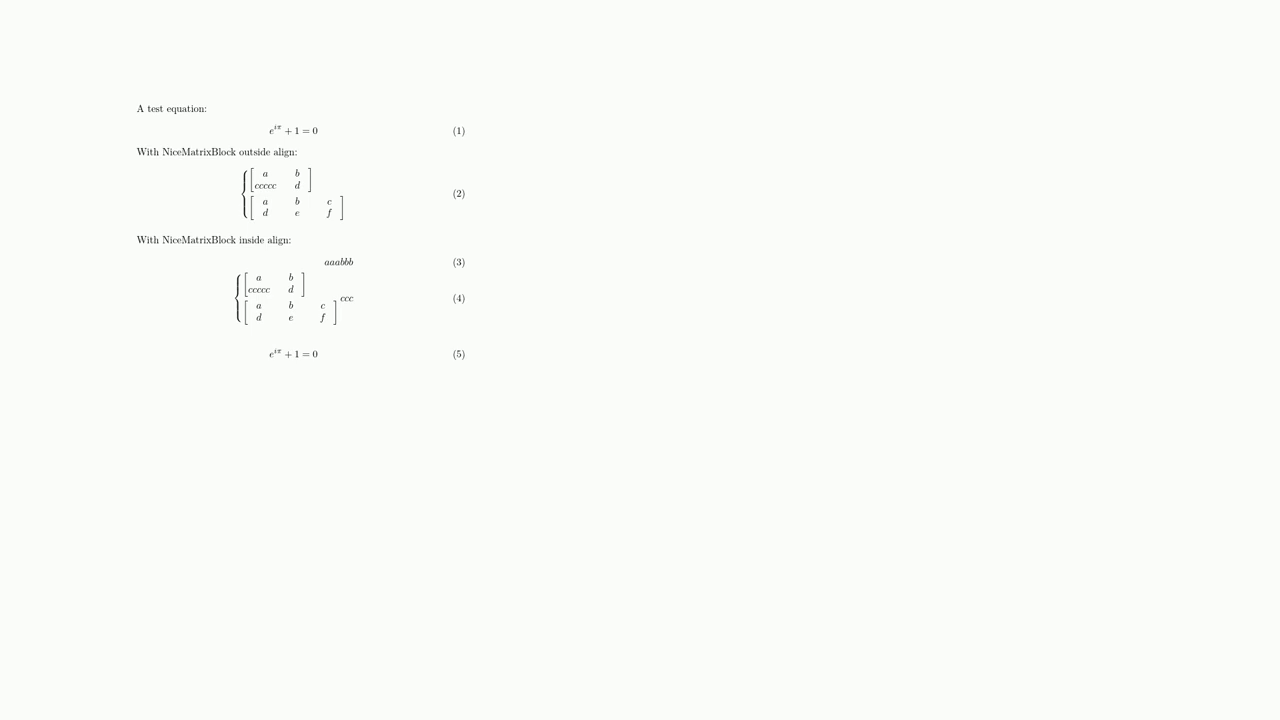 A test equation:
e^{iπ} + 1 = 0 (1)
With NiceMatrixBlock outside align:
a b
ccccc d
(2)
a b c
d e f
With NiceMatrixBlock inside align:
aaabbb (3)
a b
ccccc d
ccc (4)
a b c
d e f
e^{iπ} + 1 = 0 (5)